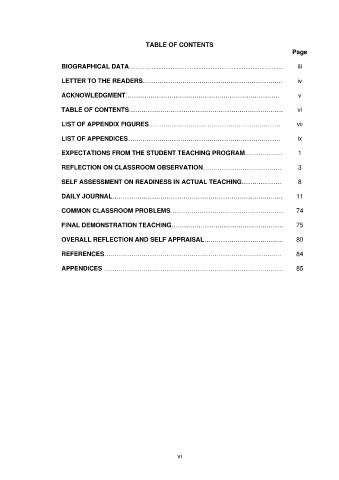 TABLE OF CONTENTS
Page
BIOGRAPHICAL DATA........................................................................ iii
LETTER TO THE READERS................................................................. iv
ACKNOWLEDGMENT........................................................................ v
TABLE OF CONTENTS........................................................................ vi
LIST OF APPENDIX FIGURES............................................................... vii
LIST OF APPENDICES........................................................................ ix
EXPECTATIONS FROM THE STUDENT TEACHING PROGRAM.................. 1
REFLECTION ON CLASSROOM OBSERVATION...................................... 3
SELF ASSESSMENT ON READINESS IN ACTUAL TEACHING................... 8
DAILY JOURNAL............................................................................... 11
COMMON CLASSROOM PROBLEMS..................................................... 74
FINAL DEMONSTRATION TEACHING..................................................... 75
OVERALL REFLECTION AND SELF APPRAISAL..................................... 80
REFERENCES................................................................................... 84
APPENDICES ................................................................................... 85
vi